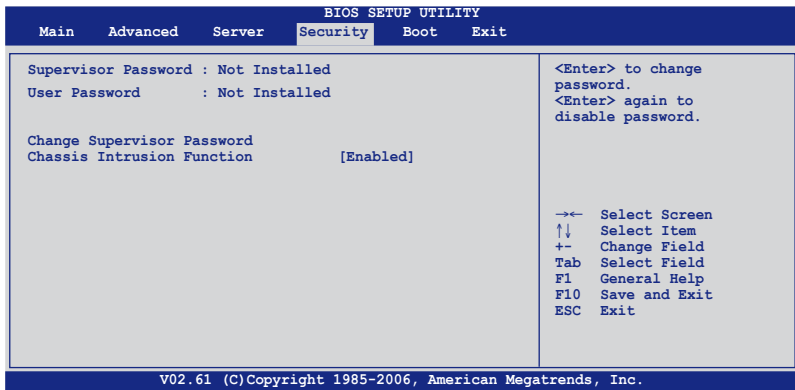 BIOS SETUP UTILITY
Main Advanced Server Security Boot Exit
Supervisor Password : Not Installed
User Password : Not Installed
Change Supervisor Password
Chassis Intrusion Function [Enabled]
<Enter> to change
password.
<Enter> again to
disable password.
→← Select Screen
↑↓ Select Item
+- Change Field
Tab Select Field
F1 General Help
F10 Save and Exit
ESC Exit
V02.61 (C)Copyright 1985-2006, American Megatrends, Inc.